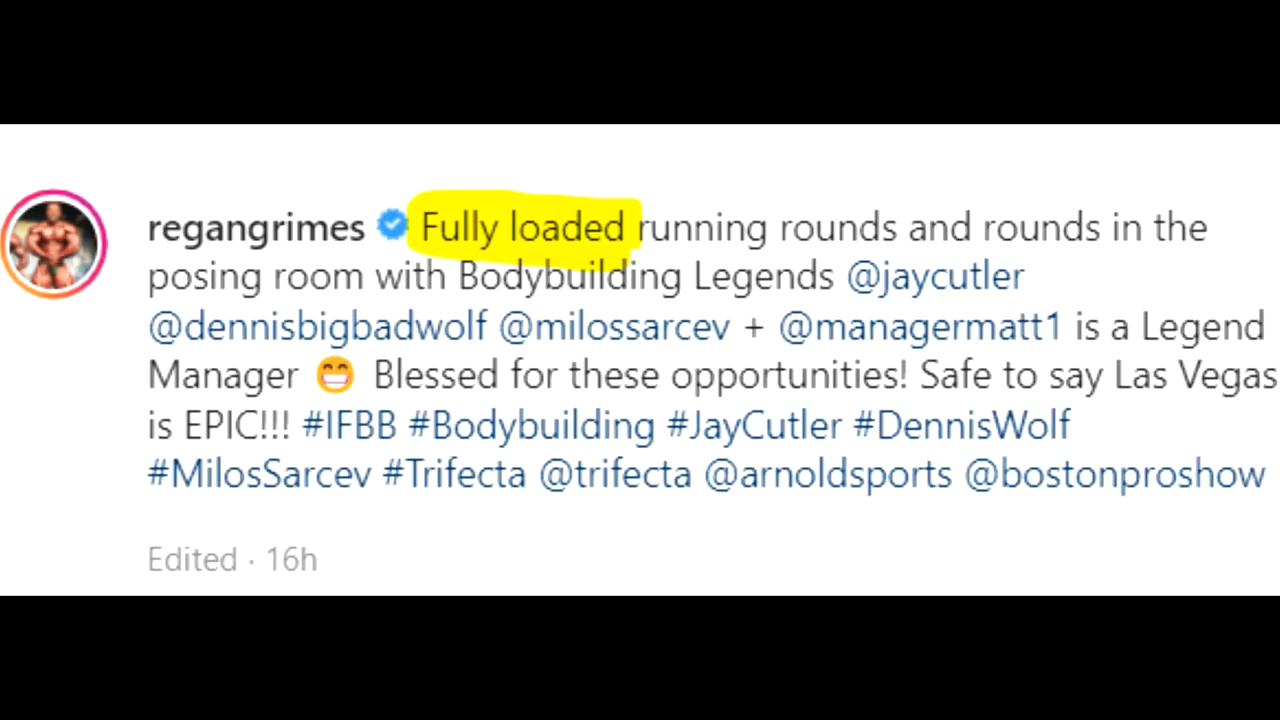 regangrimes Fully loaded running rounds and rounds in the
posing room with Bodybuilding Legends @jaycutler
@dennisbigbadwolf @milossarcev + @managermatt1 is a Legend
Manager 😁 Blessed for these opportunities! Safe to say Las Vegas
is EPIC!!! #IFBB #Bodybuilding #JayCutler #DennisWolf
#MilosSarcev #Trifecta @trifecta @arnoldsports @bostonproshow
Edited · 16h